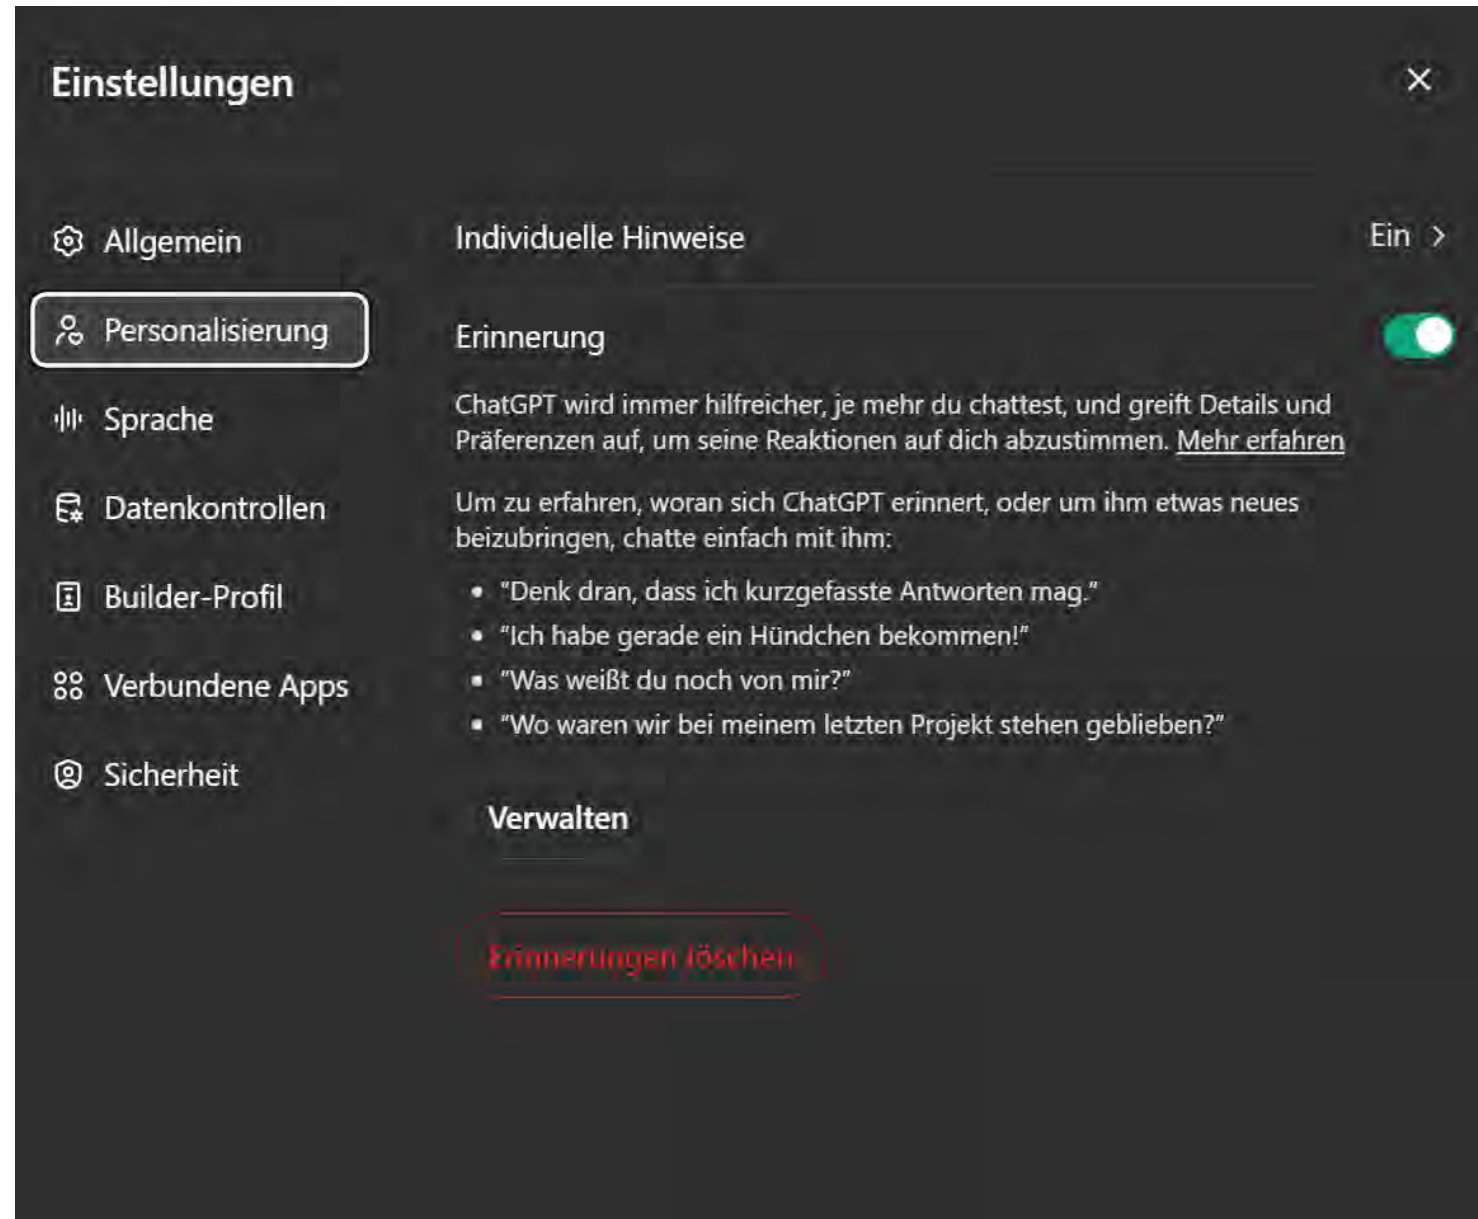 Einstellungen
Allgemein
Personalisierung
Sprache
Datenkontrollen
Builder-Profil
Verbundene Apps
Sicherheit
Individuelle Hinweise
Ein
Erinnerung
ChatGPT wird immer hilfreicher, je mehr du chattest, und greift Details und
Präferenzen auf, um seine Reaktionen auf dich abzustimmen. Mehr erfahren
Um zu erfahren, woran sich ChatGPT erinnert, oder um ihm etwas neues
beizubringen, chatte einfach mit ihm:
• "Denk dran, dass ich kurzgefasste Antworten mag."
• "Ich habe gerade ein Hündchen bekommen!"
• "Was weißt du noch von mir?"
• "Wo waren wir bei meinem letzten Projekt stehen geblieben?"
Verwalten
Erinnerungen löschen